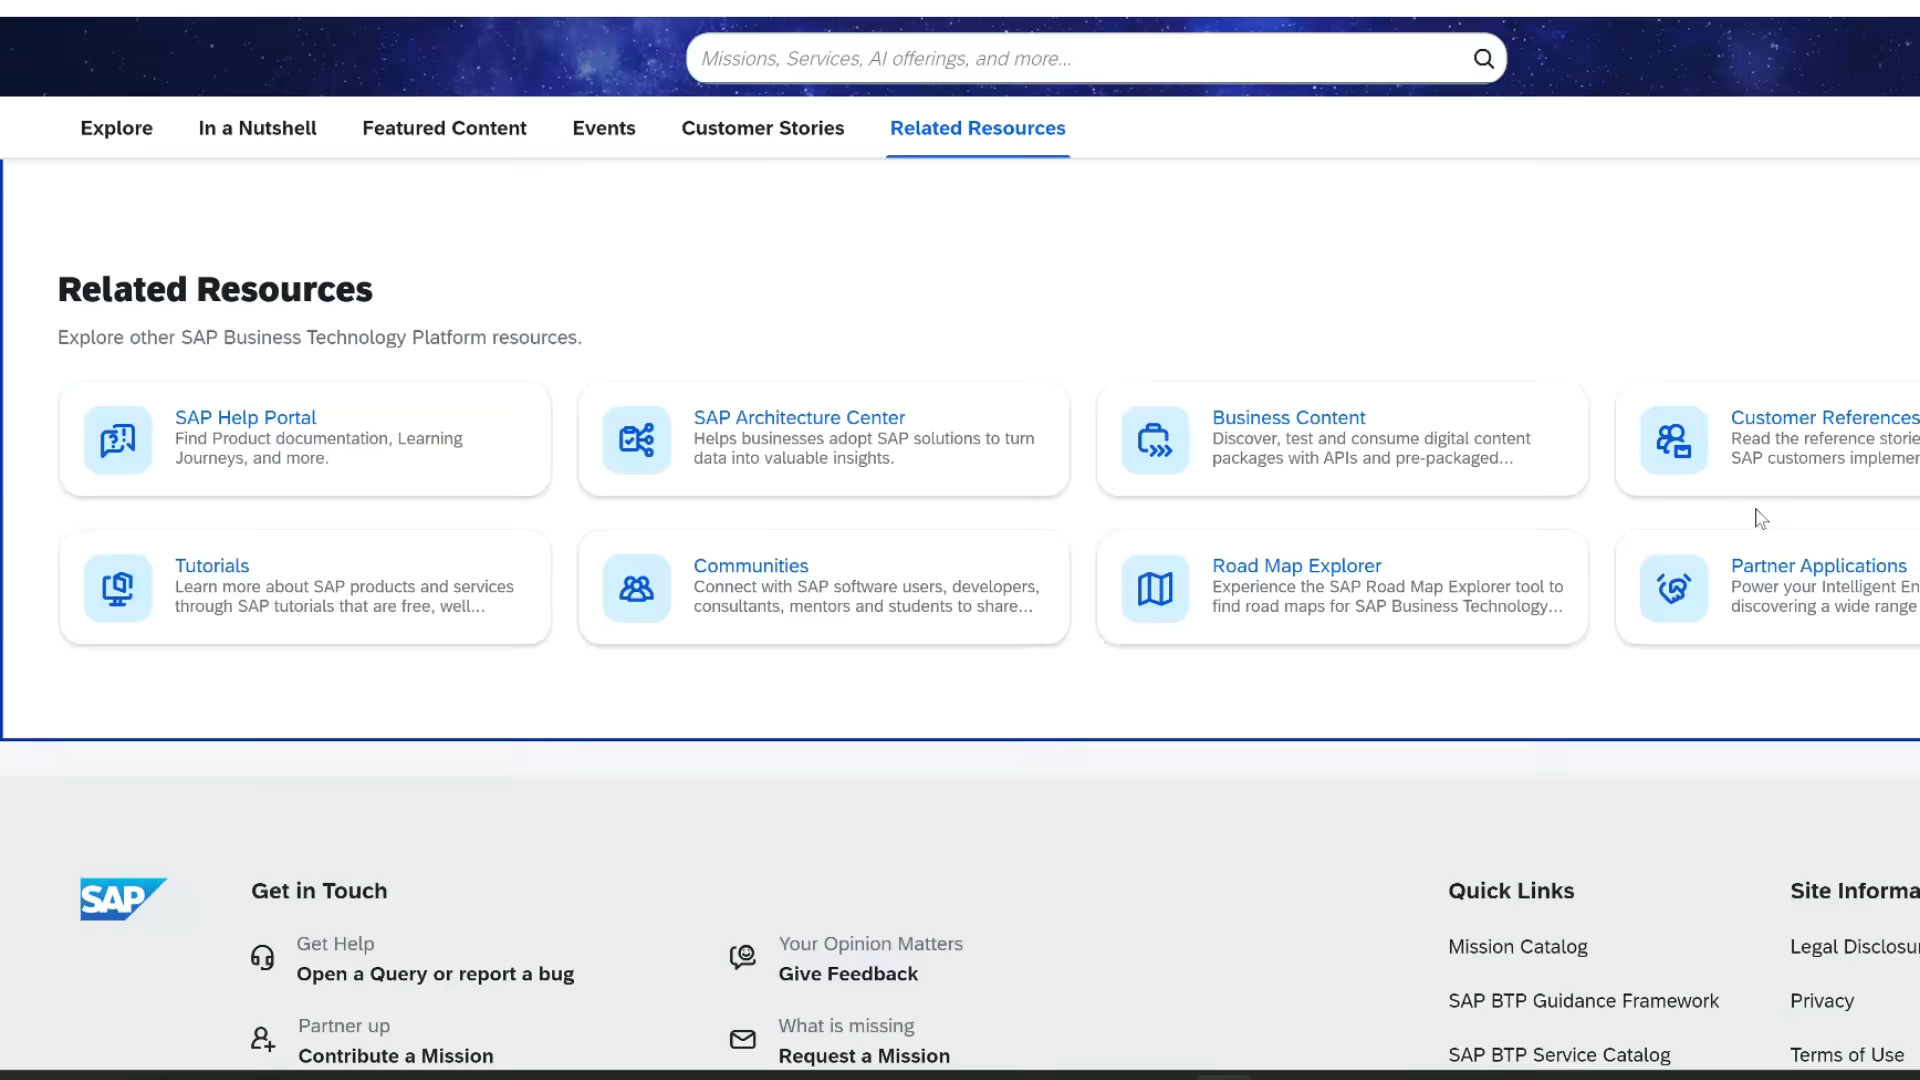 Missions, Services, AI offerings, and more...
Explore In a Nutshell Featured Content Events Customer Stories Related Resources
Related Resources
Explore other SAP Business Technology Platform resources.
SAP Help Portal
Find Product documentation, Learning
Journeys, and more.
SAP Architecture Center
Helps businesses adopt SAP solutions to turn
data into valuable insights.
Business Content
Discover, test and consume digital content
packages with APIs and pre-packaged...
Customer References
Read the reference storie
SAP customers implemen
Tutorials
Learn more about SAP products and services
through SAP tutorials that are free, well...
Communities
Connect with SAP software users, developers,
consultants, mentors and students to share...
Road Map Explorer
Experience the SAP Road Map Explorer tool to
find road maps for SAP Business Technology...
Partner Applications
Power your Intelligent En
discovering a wide range
SAP
Get in Touch
Get Help
Open a Query or report a bug
Your Opinion Matters
Give Feedback
Partner up
Contribute a Mission
What is missing
Request a Mission
Quick Links
Mission Catalog
SAP BTP Guidance Framework
SAP BTP Service Catalog
Site Informa
Legal Disclosu
Privacy
Terms of Use